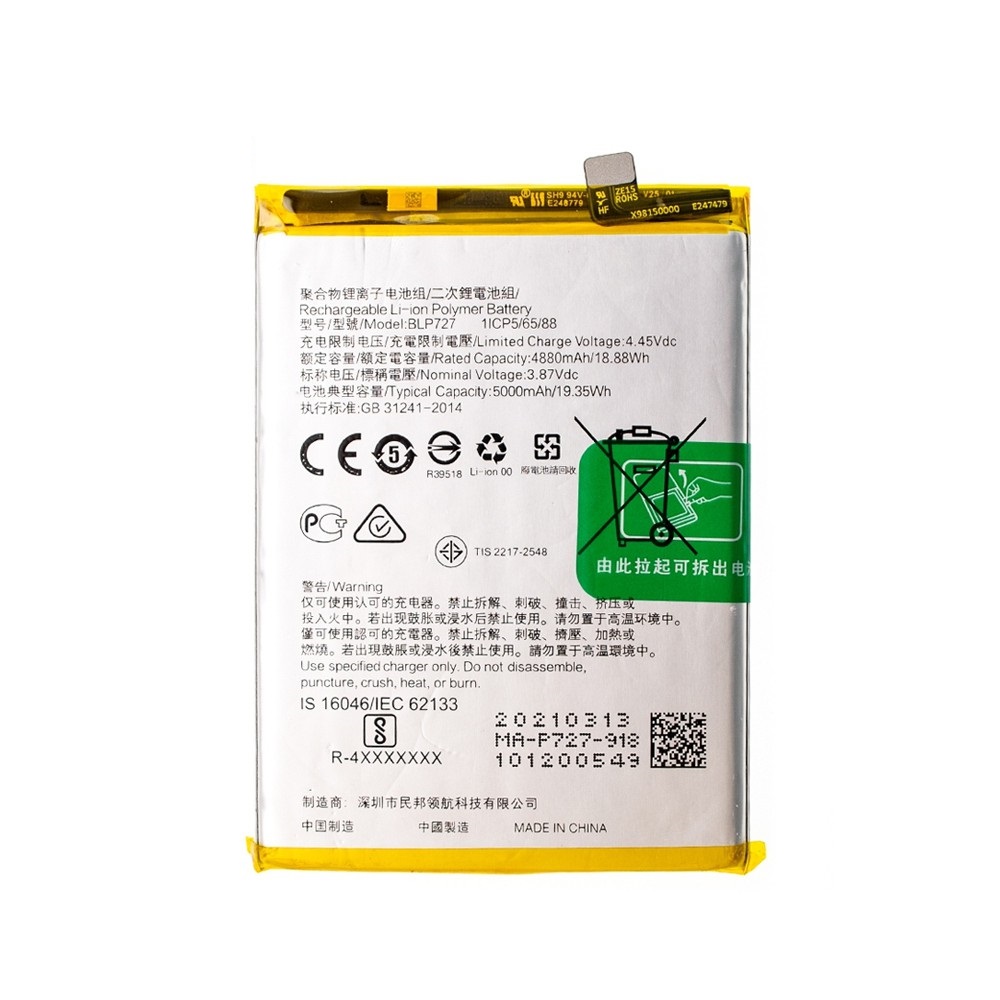 SH9 94V-
E248779
ZE15
ROHS
HF
V25
X98150000
E247479
聚合物锂离子电池组/二次鋰電池組/
Rechargeable Li-ion Polymer Battery
型号/型號/Model:BLP727 1ICP5/65/88
充电限制电压/充電限制電壓/Limited Charge Voltage:4.45Vdc
额定容量/額定電容量/Rated Capacity:4880mAh/18.88Wh
标称电压/標稱電壓/Nominal Voltage:3.87Vdc
电池典型容量/Typical Capacity:5000mAh/19.35Wh
执行标准:GB 31241-2014
CE 5
R39518 Li-ion 00 廢電池請回收
PCT
TIS 2217-2548
由此拉起可拆出电池
警告/Warning
仅可使用认可的充电器。禁止拆解、刺破、撞击、挤压或
投入火中。若出现鼓胀或浸水后禁止使用。请勿置于高温环境中。
僅可使用認可的充電器。禁止拆解、刺破、擠壓、加熱或
燃燒。若出現鼓脹或浸水後禁止使用。請勿置于高溫環境中。
Use specified charger only. Do not disassemble,
puncture, crush, heat, or burn.
IS 16046/IEC 62133
R-4XXXXXXX
20210313
MA-P727-918
101200549
制造商: 深圳市民邦领航科技有限公司
中国制造 中國製造 MADE IN CHINA